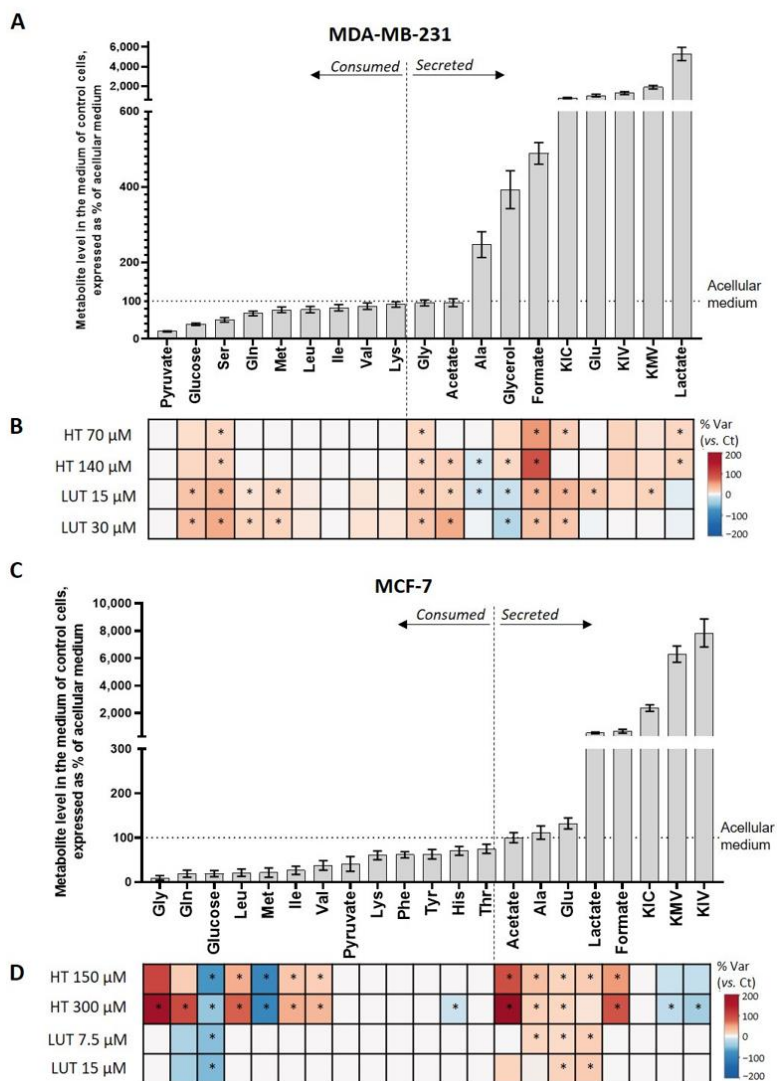 A
MDA-MB-231
Metabolite level in the medium of control cells,
expressed as % of acellular medium
6,000
4,000
2,000
600
400
200
100
0
Consumed
Secreted
Acellular
medium
Pyruvate
Glucose
Ser
Gln
Met
Leu
Ile
Val
Lys
Gly
Acetate
Ala
Glycerol
Formate
KIC
Glu
KIV
KMV
Lactate
B
HT 70 µM * * * * *
HT 140 µM * * * * * * *
LUT 15 µM * * * * * * * * * * * *
LUT 30 µM * * * * * * * * *
% Var
(vs. Ct)
200
100
0
−100
−200
C
MCF-7
Metabolite level in the medium of control cells,
expressed as % of acellular medium
10,000
8,000
6,000
4,000
2,000
300
200
100
0
Consumed
Secreted
Acellular
medium
Gly
Gln
Glucose
Leu
Met
Ile
Val
Pyruvate
Lys
Phe
Tyr
His
Thr
Acetate
Ala
Glu
Lactate
Formate
KIC
KMV
KIV
D
HT 150 µM * * * * * * * * * *
HT 300 µM * * * * * * * * * * * * * *
LUT 7.5 µM * * * *
LUT 15 µM * * *
% Var
(vs. Ct)
200
100
0
−100
−200